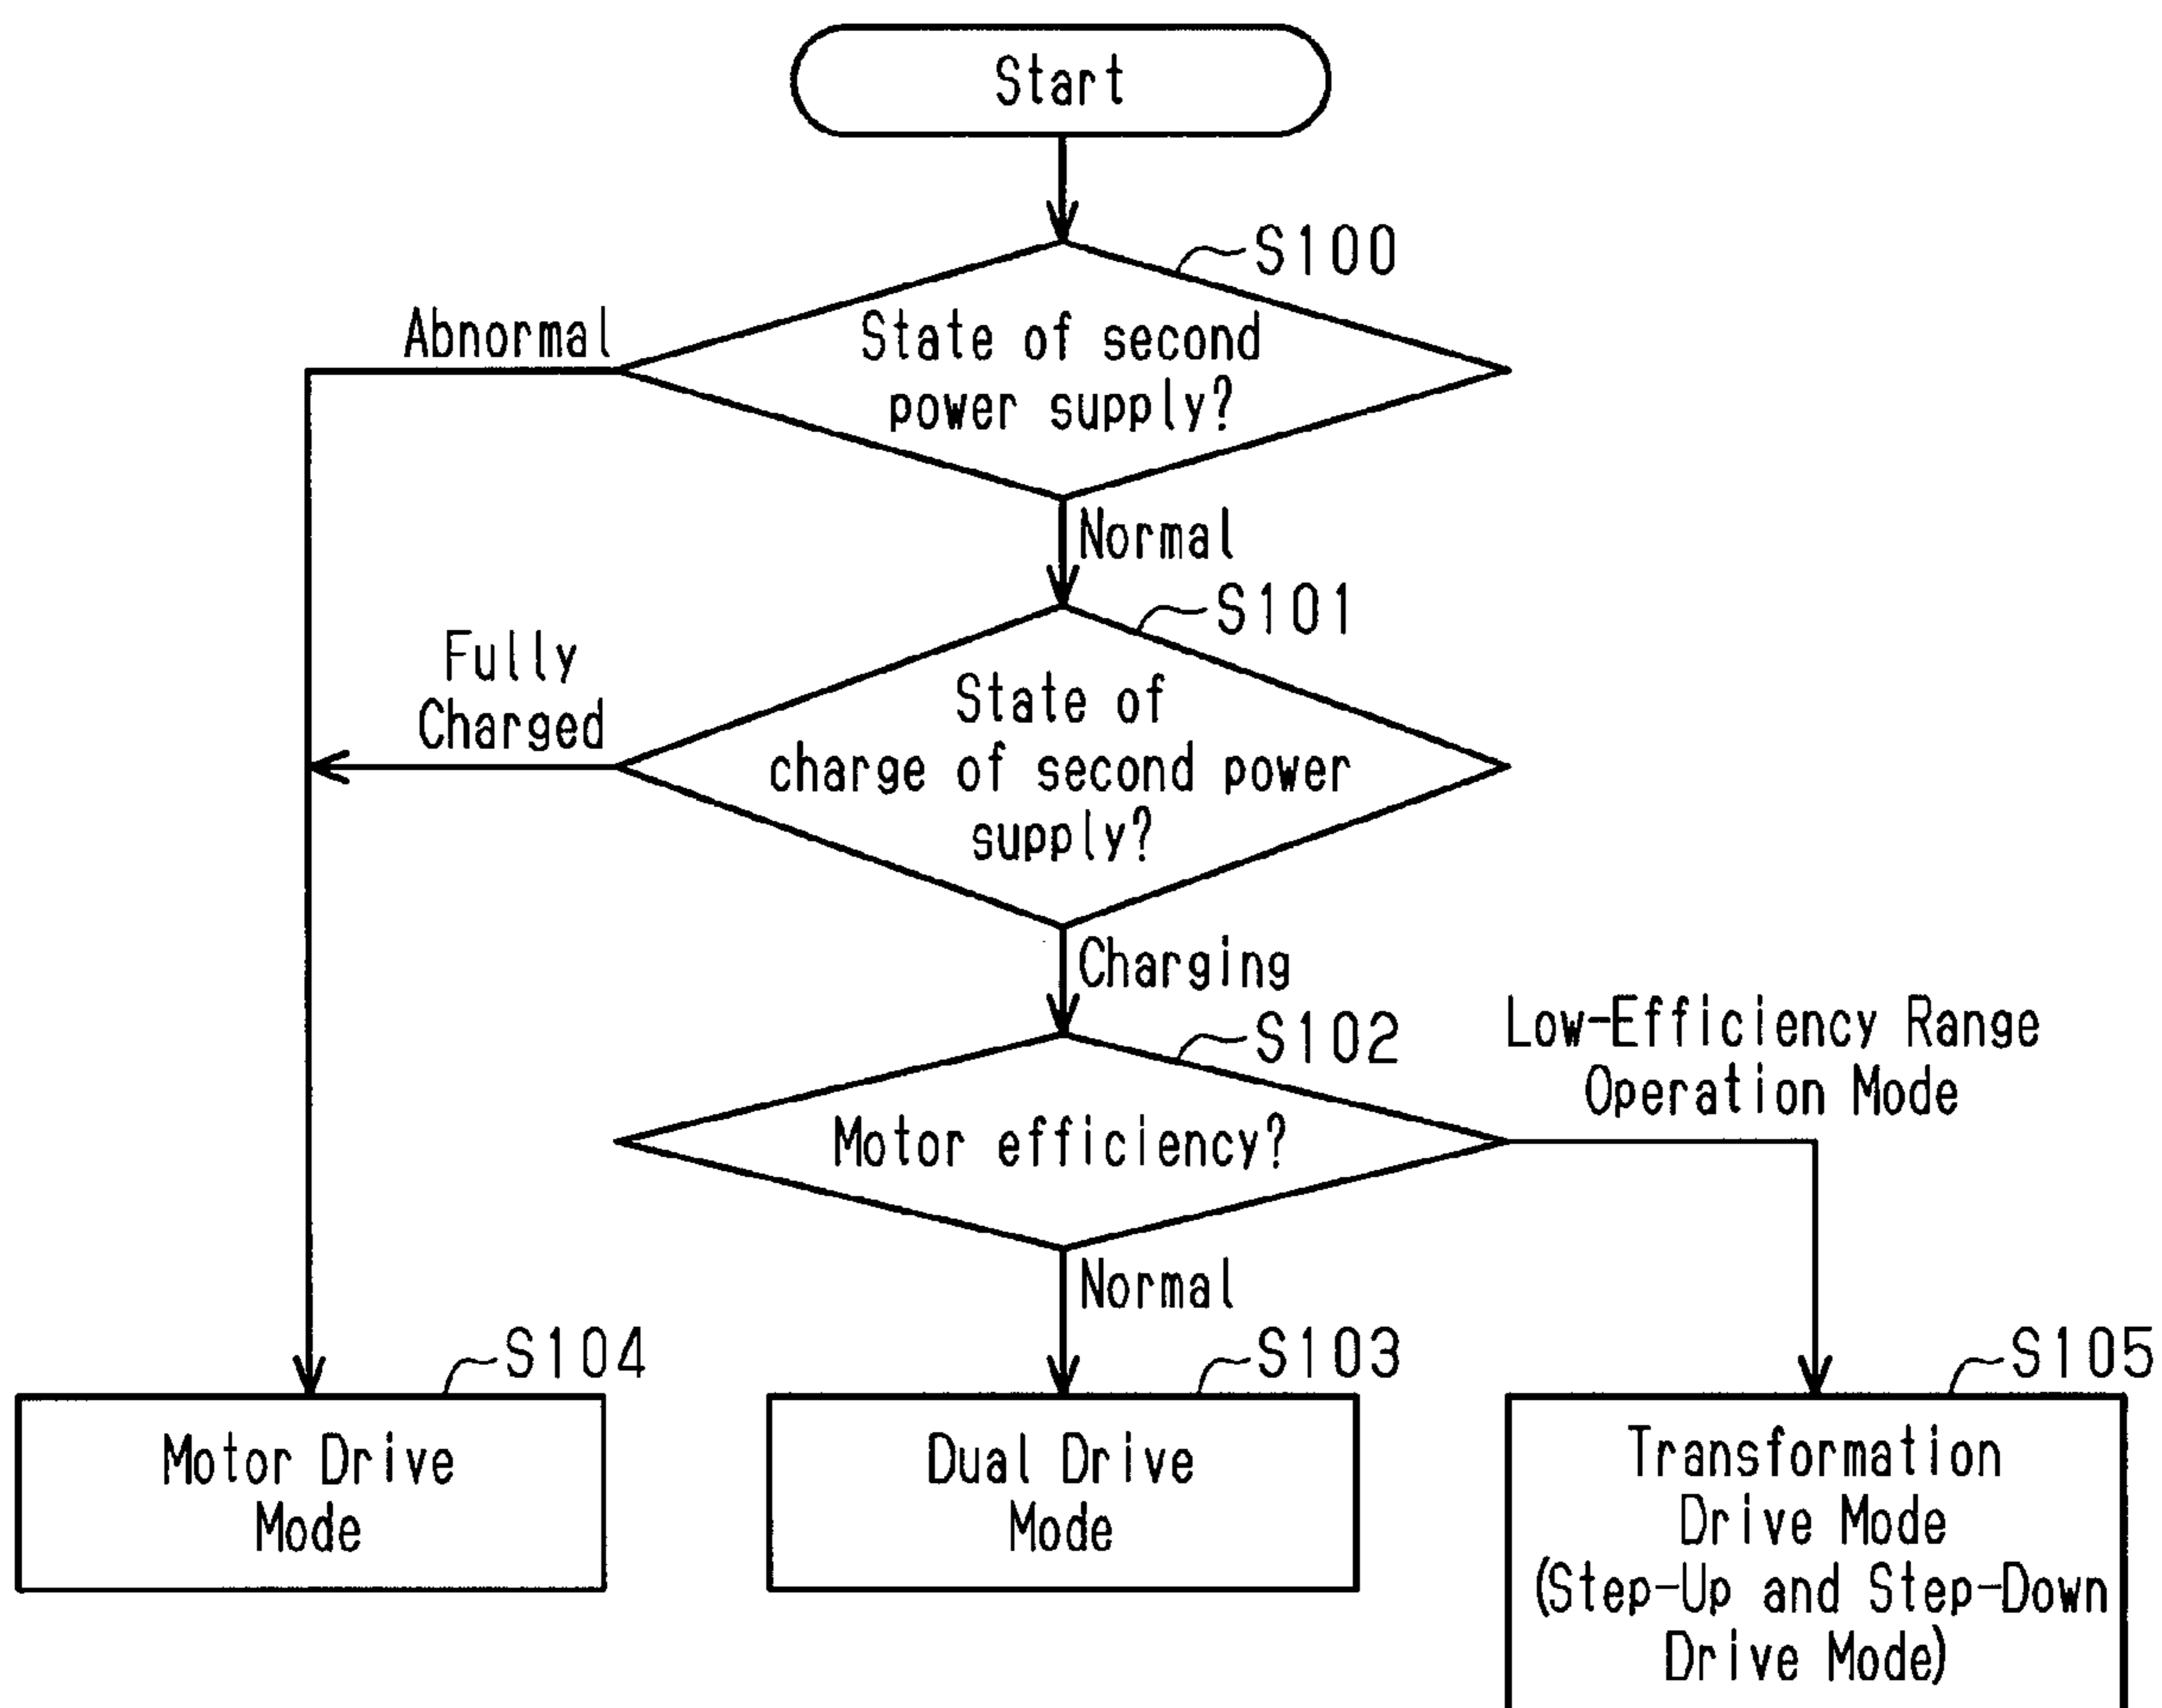 Start
S100
Abnormal
State of second
power supply?
Normal
S101
Fully
Charged
State of
charge of second power
supply?
Charging
S102
Low-Efficiency Range
Operation Mode
Motor efficiency?
Normal
S104
S103
S105
Motor Drive
Mode
Dual Drive
Mode
Transformation
Drive Mode
(Step-Up and Step-Down
Drive Mode)